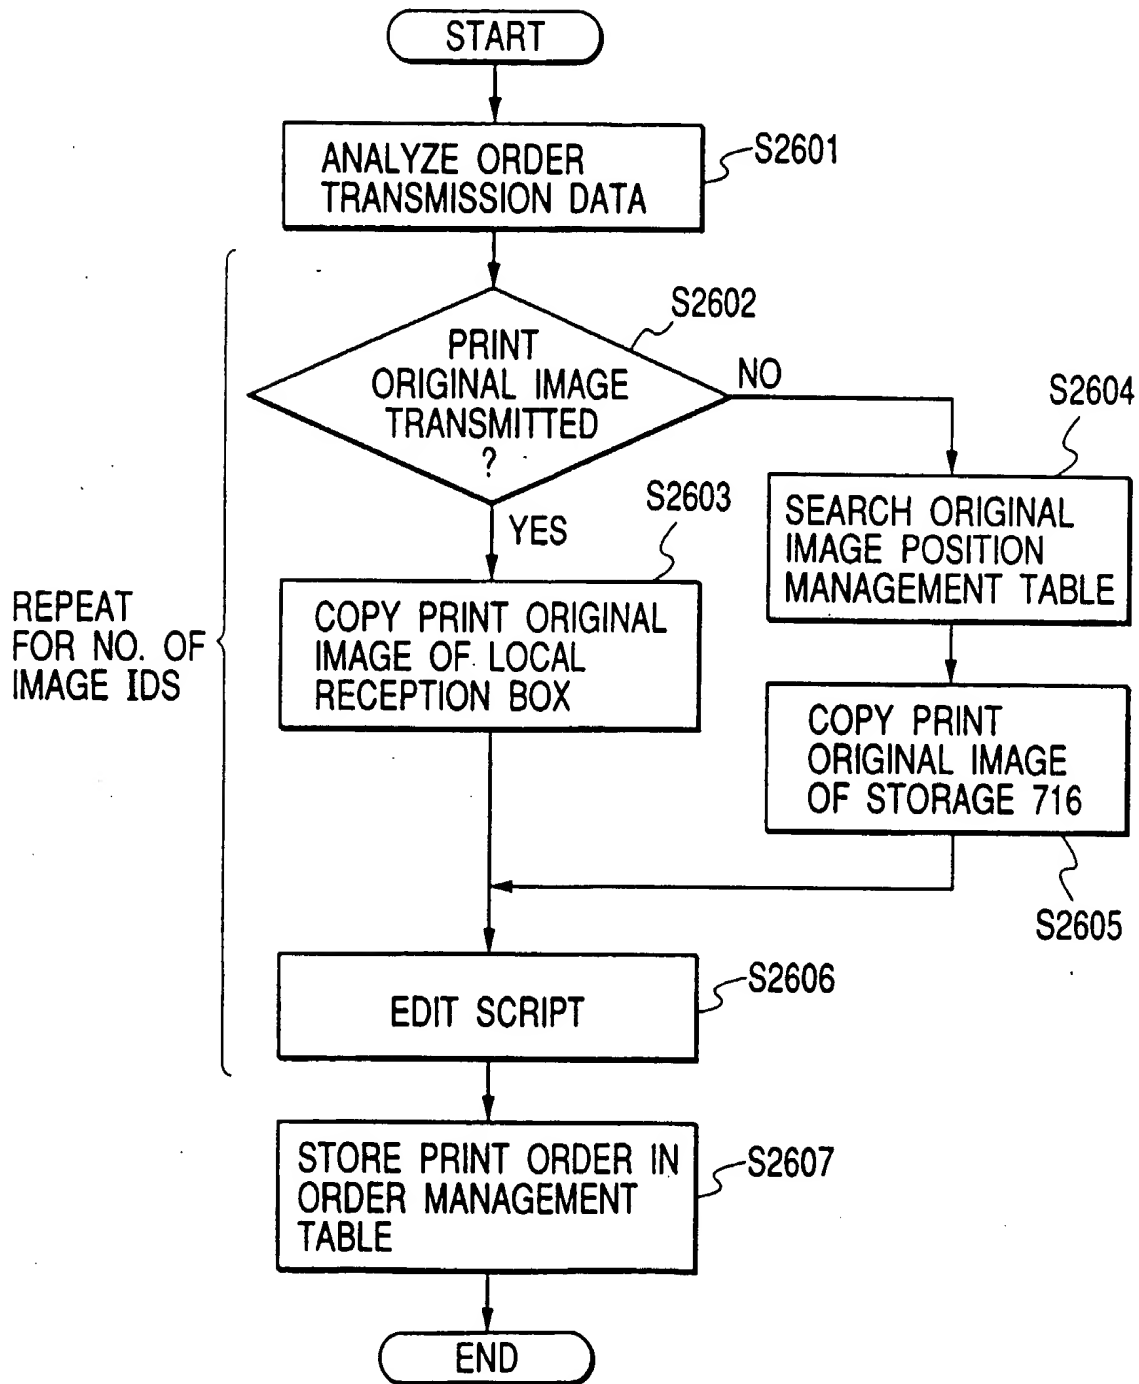 START
ANALYZE ORDER
TRANSMISSION DATA
S2601
PRINT
ORIGINAL IMAGE
TRANSMITTED
?
S2602
NO
YES
S2603
COPY PRINT ORIGINAL
IMAGE OF LOCAL
RECEPTION BOX
S2604
SEARCH ORIGINAL
IMAGE POSITION
MANAGEMENT TABLE
COPY PRINT
ORIGINAL IMAGE
OF STORAGE 716
S2605
REPEAT
FOR NO. OF
IMAGE IDS
EDIT SCRIPT
S2606
STORE PRINT ORDER IN
ORDER MANAGEMENT
TABLE
S2607
END